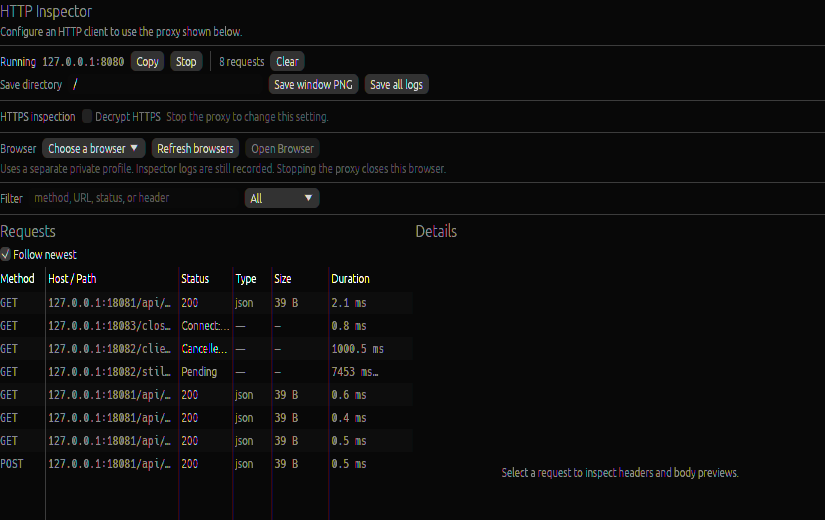 HTTP Inspector
Configure an HTTP client to use the proxy shown below.
Running 127.0.0.1:8080 Copy Stop 8 requests Clear
Save directory / Save window PNG Save all logs
HTTPS inspection Decrypt HTTPS Stop the proxy to change this setting.
Browser Choose a browser Refresh browsers Open Browser
Uses a separate private profile. Inspector logs are still recorded. Stopping the proxy closes this browser.
Filter method, URL, status, or header All
Requests
Follow newest
Method Host / Path Status Type Size Duration
GET 127.0.0.1:18081/api/… 200 json 39 B 2.1 ms
GET 127.0.0.1:18083/clos… Connect:… — — 0.8 ms
GET 127.0.0.1:18082/clie… Cancelle… — — 1000.5 ms
GET 127.0.0.1:18082/stil… Pending — — 7453 ms…
GET 127.0.0.1:18081/api/… 200 json 39 B 0.6 ms
GET 127.0.0.1:18081/api/… 200 json 39 B 0.4 ms
GET 127.0.0.1:18081/api/… 200 json 39 B 0.5 ms
POST 127.0.0.1:18081/api/… 200 json 39 B 0.5 ms
Details
Select a request to inspect headers and body previews.